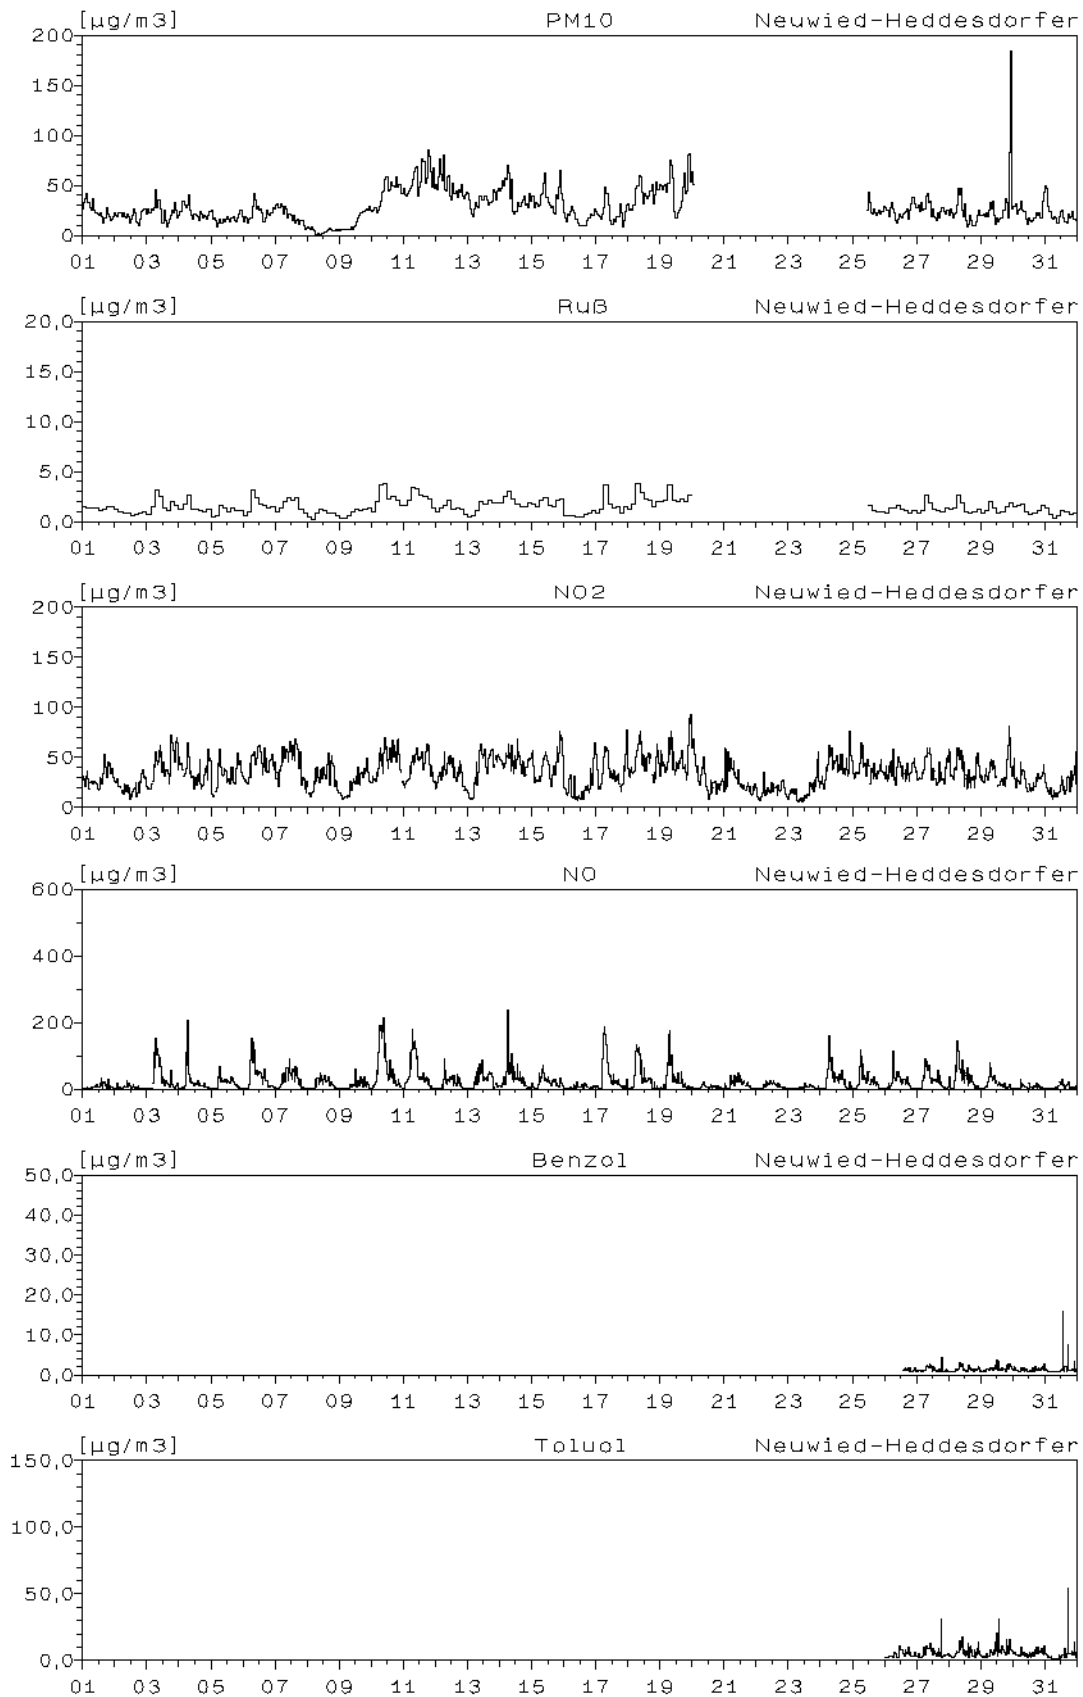 [µg/m3] PM10 Neuwied-Heddesdorfer
200
150
100
50
0
01 03 05 07 09 11 13 15 17 19 21 23 25 27 29 31
[µg/m3] Ruß Neuwied-Heddesdorfer
20,0
15,0
10,0
5,0
0,0
01 03 05 07 09 11 13 15 17 19 21 23 25 27 29 31
[µg/m3] NO2 Neuwied-Heddesdorfer
200
150
100
50
0
01 03 05 07 09 11 13 15 17 19 21 23 25 27 29 31
[µg/m3] NO Neuwied-Heddesdorfer
600
400
200
0
01 03 05 07 09 11 13 15 17 19 21 23 25 27 29 31
[µg/m3] Benzol Neuwied-Heddesdorfer
50,0
40,0
30,0
20,0
10,0
0,0
01 03 05 07 09 11 13 15 17 19 21 23 25 27 29 31
[µg/m3] Toluol Neuwied-Heddesdorfer
150,0
100,0
50,0
0,0
01 03 05 07 09 11 13 15 17 19 21 23 25 27 29 31